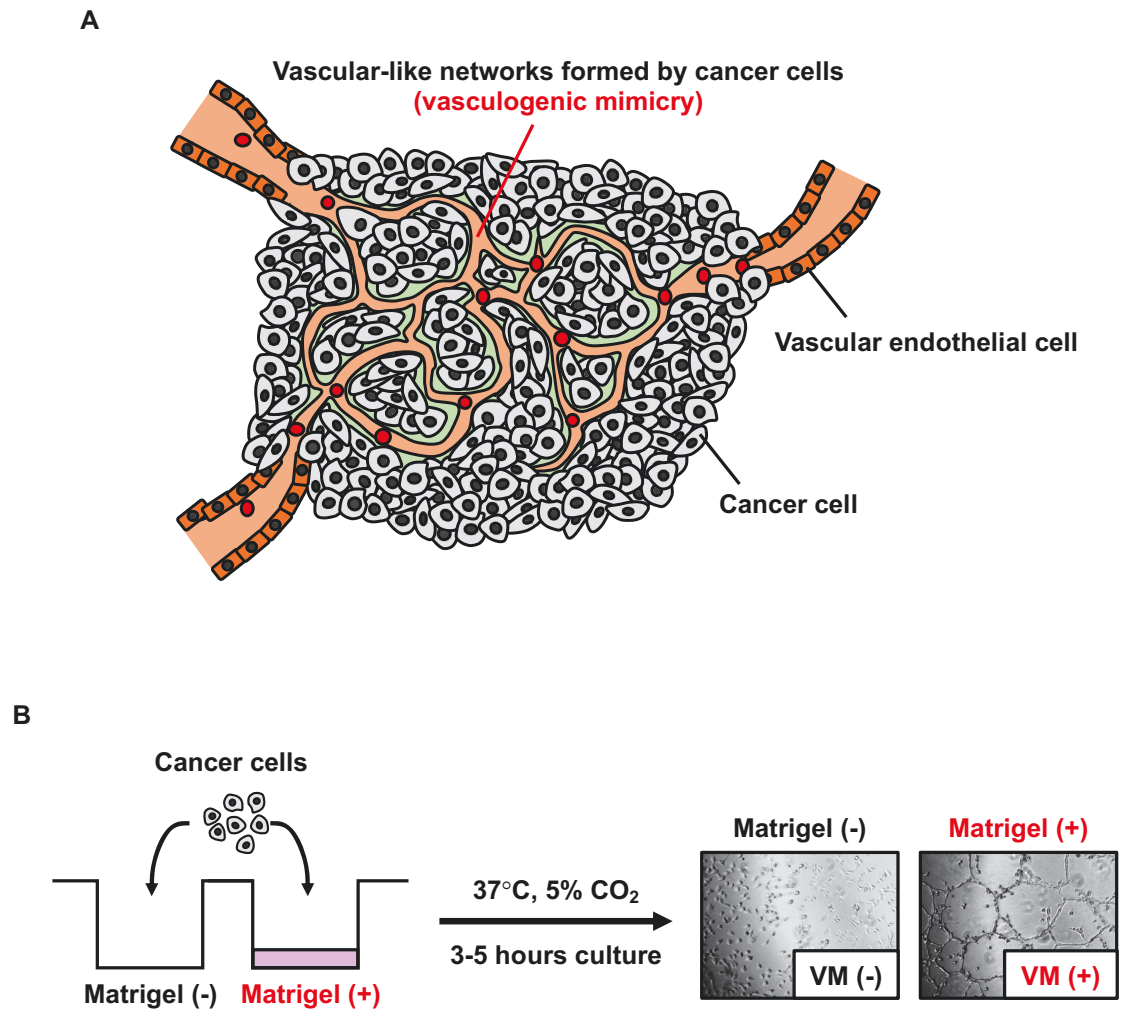 A
Vascular-like networks formed by cancer cells
(vasculogenic mimicry)
Vascular endothelial cell
Cancer cell
B
Cancer cells
Matrigel (-)
Matrigel (+)
37°C, 5% CO₂
3-5 hours culture
Matrigel (-)
VM (-)
Matrigel (+)
VM (+)